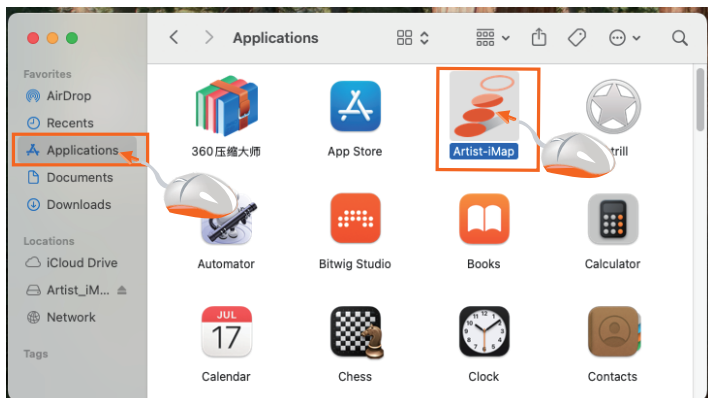 Applications
Favorites
AirDrop
Recents
Applications
Documents
Downloads
Locations
iCloud Drive
Artist_iM...
Network
Tags
360压缩大师
App Store
Artist-iMap
trill
Automator
Bitwig Studio
Books
Calculator
JUL
17
Calendar
Chess
Clock
Contacts